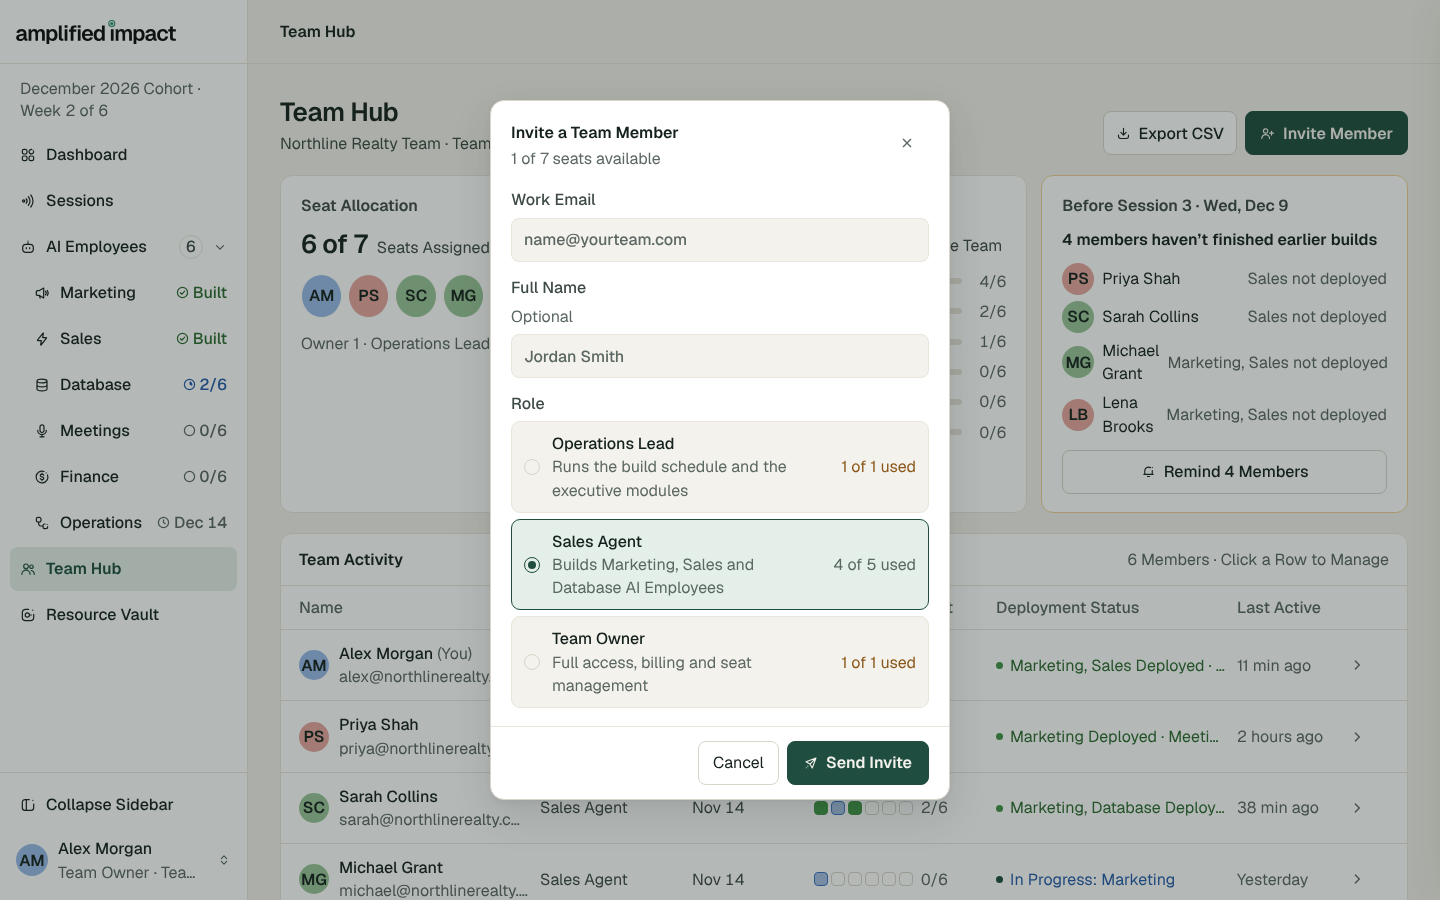 amplified impact
Team Hub
December 2026 Cohort ·
Week 2 of 6
Dashboard
Sessions
AI Employees 6
Marketing Built
Sales Built
Database 2/6
Meetings 0/6
Finance 0/6
Operations Dec 14
Team Hub
Resource Vault
Collapse Sidebar
AM
Alex Morgan
Team Owner · Tea...
Team Hub
Northline Realty Team · Team
Export CSV
Invite Member
Seat Allocation
6 of 7 Seats Assigned
AM PS SC MG
Owner 1 · Operations Lead
e Team
4/6
2/6
1/6
0/6
0/6
0/6
Before Session 3 · Wed, Dec 9
4 members haven’t finished earlier builds
PS Priya Shah Sales not deployed
SC Sarah Collins Sales not deployed
MG Michael Grant Marketing, Sales not deployed
LB Lena Brooks Marketing, Sales not deployed
Remind 4 Members
Team Activity
6 Members · Click a Row to Manage
Name t Deployment Status Last Active
AM Alex Morgan (You)
alex@northlinerealty.
Marketing, Sales Deployed · ... 11 min ago
PS Priya Shah
priya@northlinerealty
Marketing Deployed · Meeti... 2 hours ago
SC Sarah Collins
sarah@northlinerealty.c...
Sales Agent Nov 14 2/6 Marketing, Database Deploy... 38 min ago
MG Michael Grant
michael@northlinerealty....
Sales Agent Nov 14 0/6 In Progress: Marketing Yesterday
Invite a Team Member
1 of 7 seats available
Work Email
name@yourteam.com
Full Name
Optional
Jordan Smith
Role
Operations Lead
Runs the build schedule and the
executive modules
1 of 1 used
Sales Agent
Builds Marketing, Sales and
Database AI Employees
4 of 5 used
Team Owner
Full access, billing and seat
management
1 of 1 used
Cancel
Send Invite